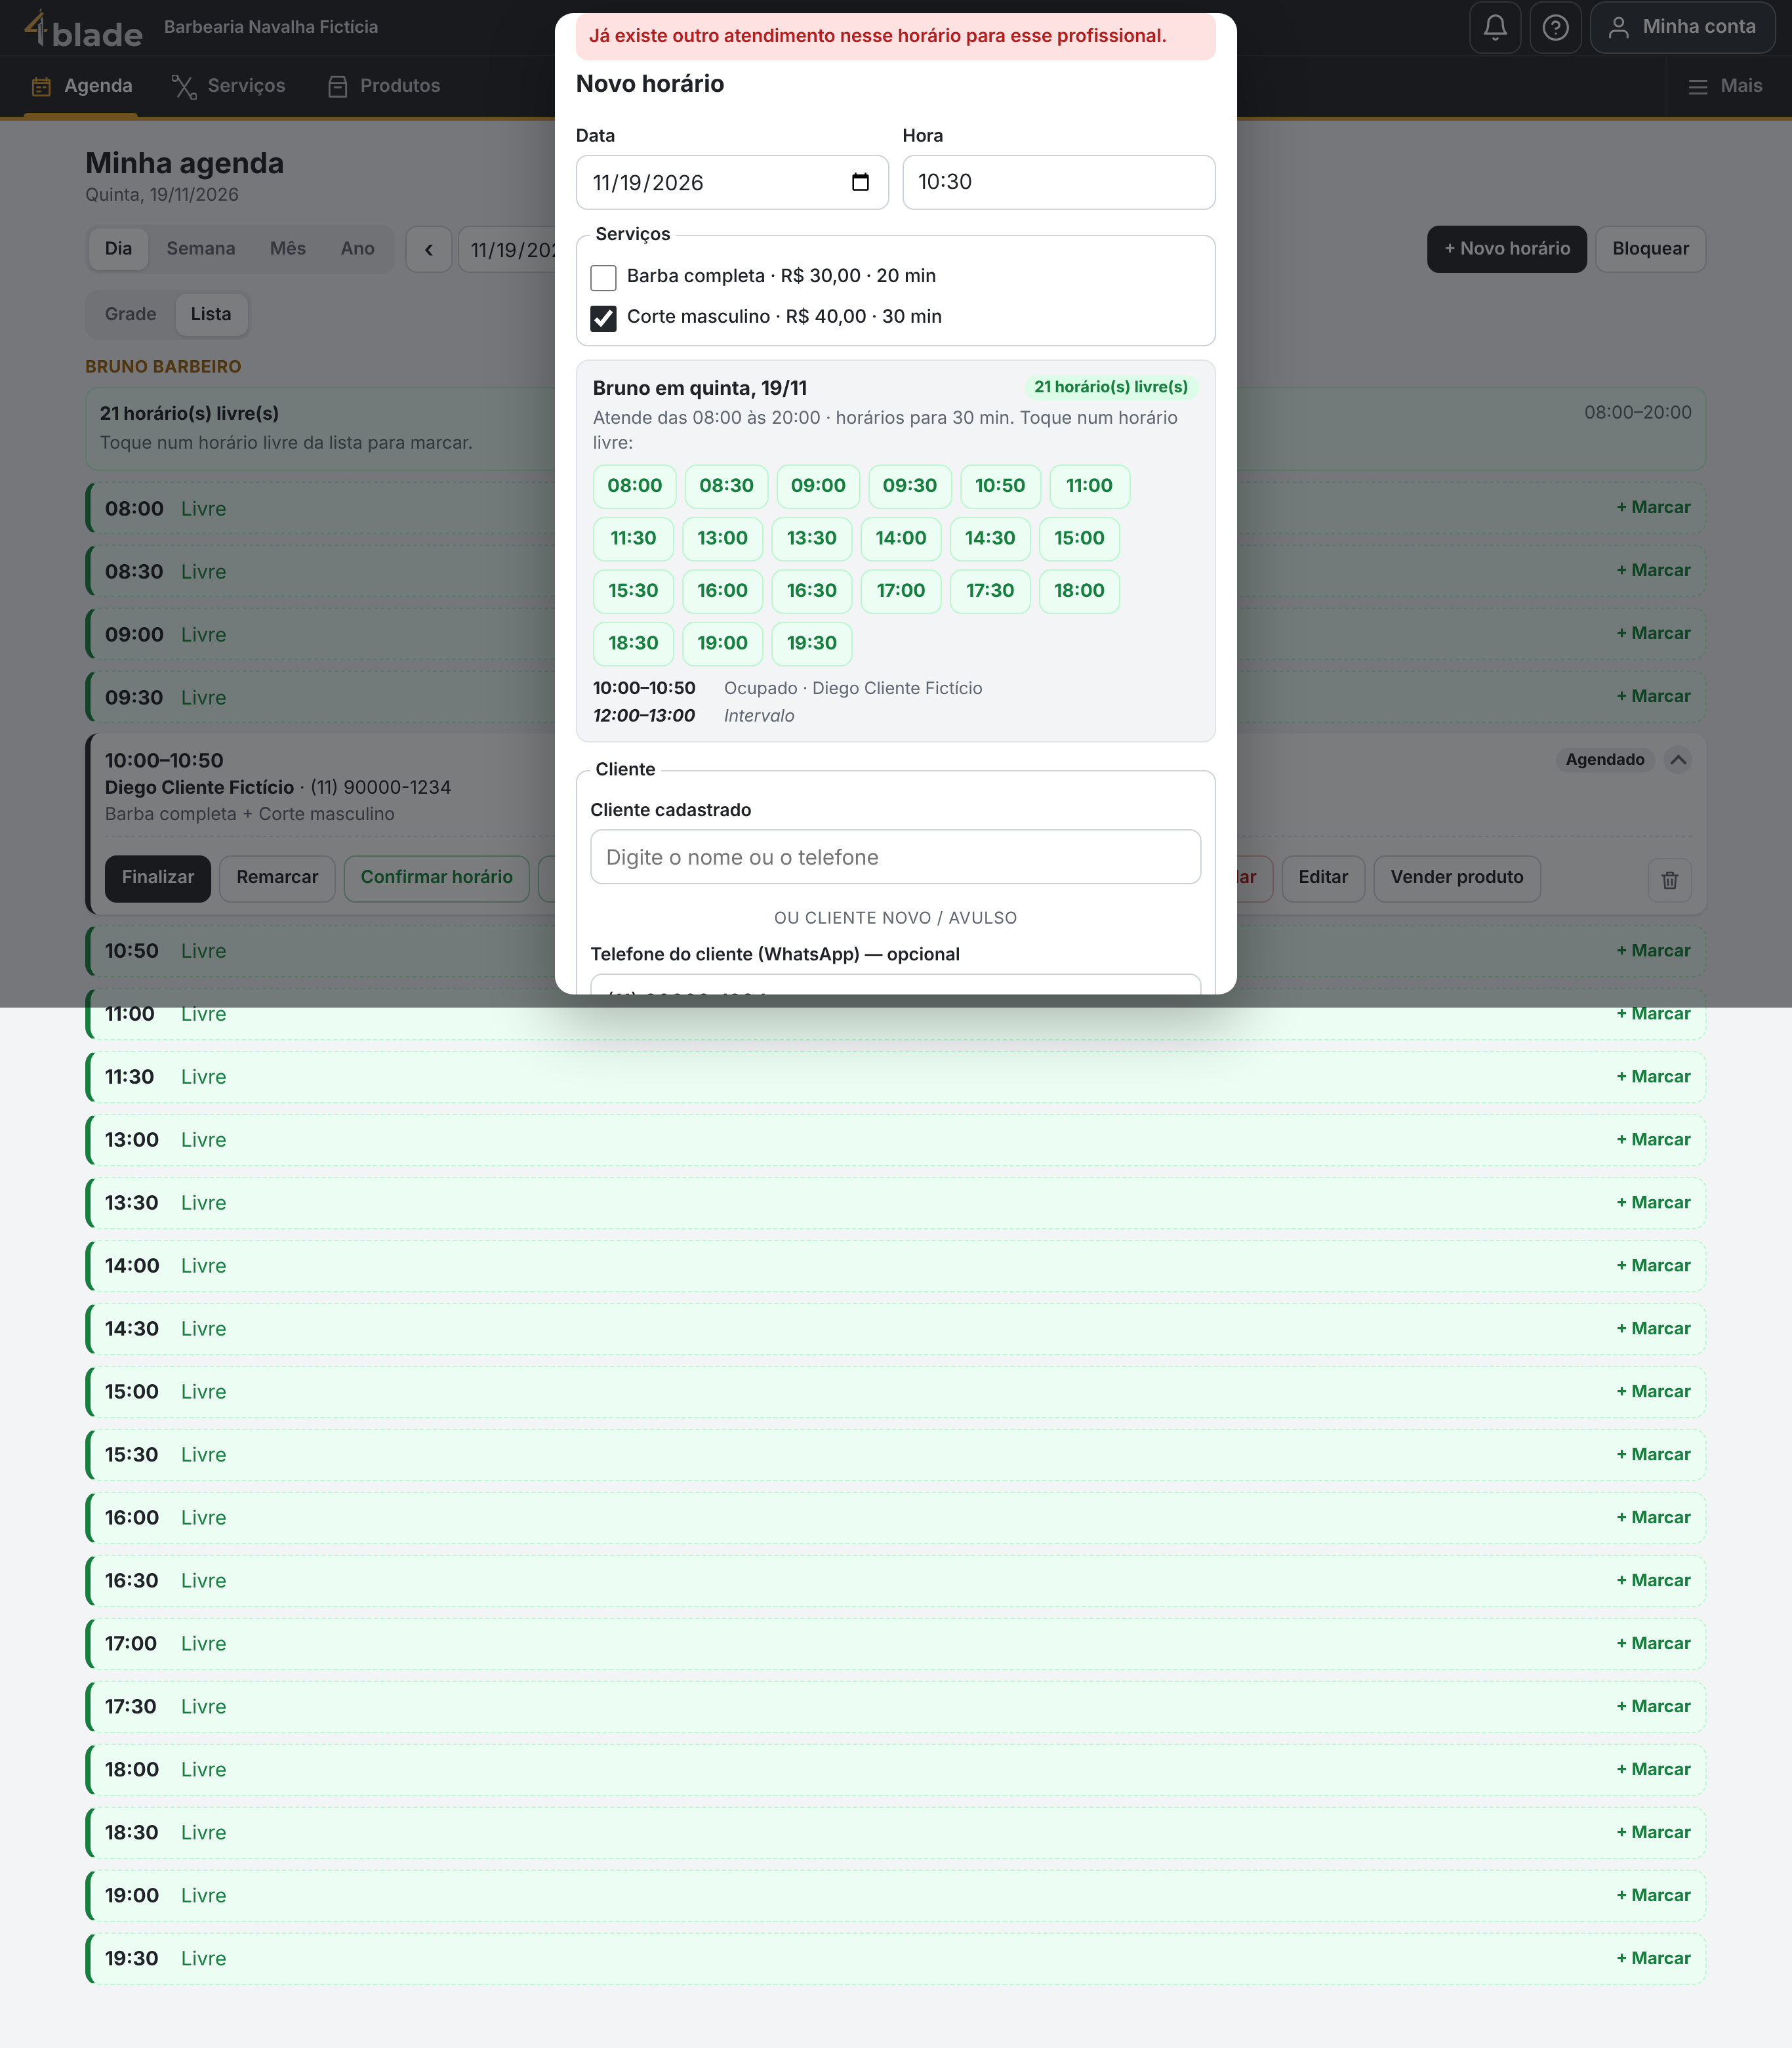 4blade
Barbearia Navalha Fictícia
Minha conta
Agenda
Serviços
Produtos
Mais
Minha agenda
Quinta, 19/11/2026
Dia
Semana
Mês
Ano
11/19/202
+ Novo horário
Bloquear
Grade
Lista
BRUNO BARBEIRO
21 horário(s) livre(s)
08:00–20:00
Toque num horário livre da lista para marcar.
08:00 Livre + Marcar
08:30 Livre + Marcar
09:00 Livre + Marcar
09:30 Livre + Marcar
10:00–10:50
Agendado
Diego Cliente Fictício · (11) 90000-1234
Barba completa + Corte masculino
Finalizar
Remarcar
Confirmar horário
Editar
Vender produto
10:50 Livre + Marcar
11:00 Livre + Marcar
11:30 Livre + Marcar
13:00 Livre + Marcar
13:30 Livre + Marcar
14:00 Livre + Marcar
14:30 Livre + Marcar
15:00 Livre + Marcar
15:30 Livre + Marcar
16:00 Livre + Marcar
16:30 Livre + Marcar
17:00 Livre + Marcar
17:30 Livre + Marcar
18:00 Livre + Marcar
18:30 Livre + Marcar
19:00 Livre + Marcar
19:30 Livre + Marcar
Já existe outro atendimento nesse horário para esse profissional.
Novo horário
Data
Hora
11/19/2026
10:30
Serviços
Barba completa · R$ 30,00 · 20 min
Corte masculino · R$ 40,00 · 30 min
Bruno em quinta, 19/11
21 horário(s) livre(s)
Atende das 08:00 às 20:00 · horários para 30 min. Toque num horário
livre:
08:00 08:30 09:00 09:30 10:50 11:00
11:30 13:00 13:30 14:00 14:30 15:00
15:30 16:00 16:30 17:00 17:30 18:00
18:30 19:00 19:30
10:00–10:50 Ocupado · Diego Cliente Fictício
12:00–13:00 Intervalo
Cliente
Cliente cadastrado
Digite o nome ou o telefone
OU CLIENTE NOVO / AVULSO
Telefone do cliente (WhatsApp) — opcional